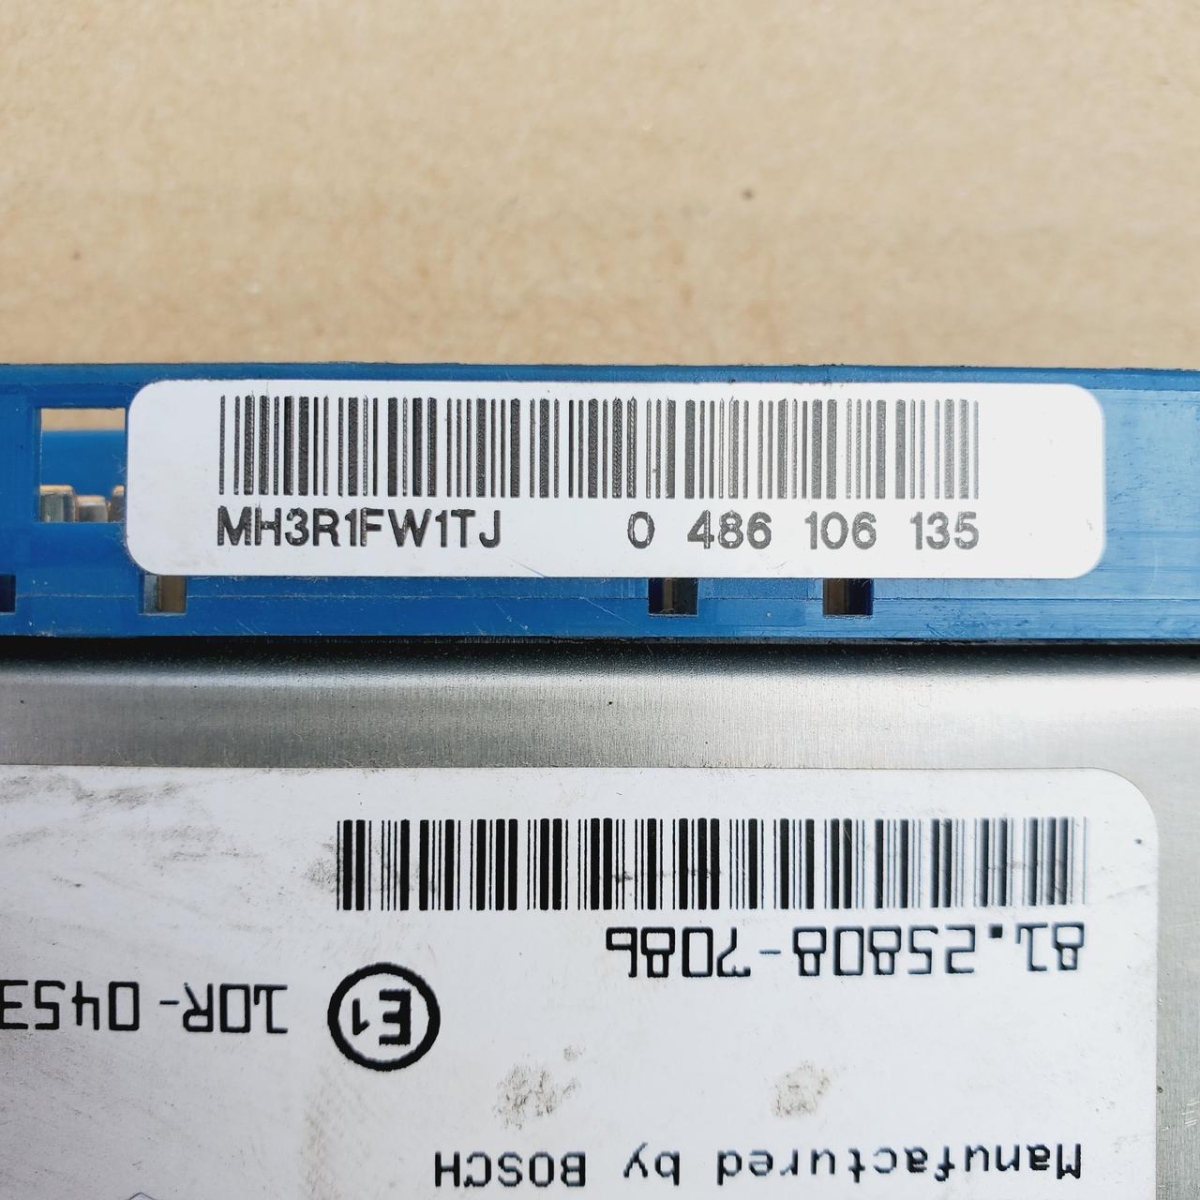 MH3R1FW1TJ 0 486 106 135
Manufactured by BOSCH
E1 10R-0453
81.25808-7086